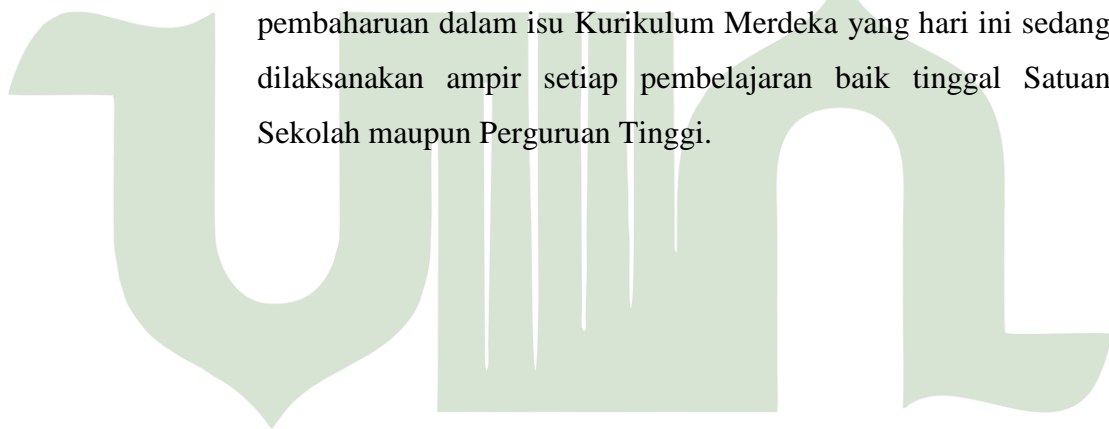 pembaharuan dalam isu Kurikulum Merdeka yang hari ini sedang
dilaksanakan ampir setiap pembelajaran baik tinggal Satuan
Sekolah maupun Perguruan Tinggi.